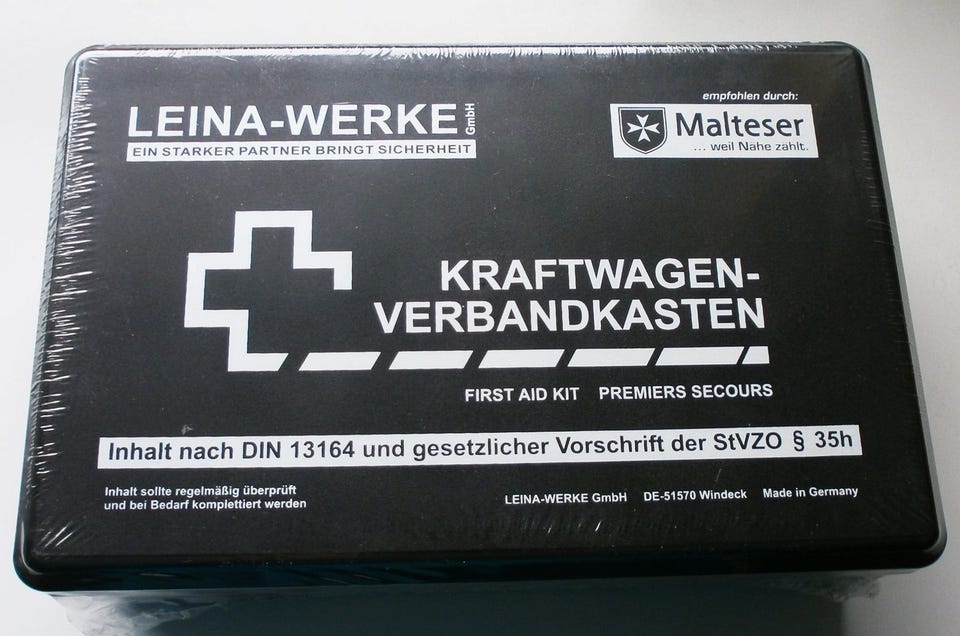 LEINA-WERKE GmbH
EIN STARKER PARTNER BRINGT SICHERHEIT
empfohlen durch:
Malteser
... weil Nähe zählt.
KRAFTWAGEN-
VERBANDKASTEN
FIRST AID KIT PREMIERS SECOURS
Inhalt nach DIN 13164 und gesetzlicher Vorschrift der StVZO § 35h
Inhalt sollte regelmäßig überprüft
und bei Bedarf komplettiert werden
LEINA-WERKE GmbH DE-51570 Windeck Made in Germany